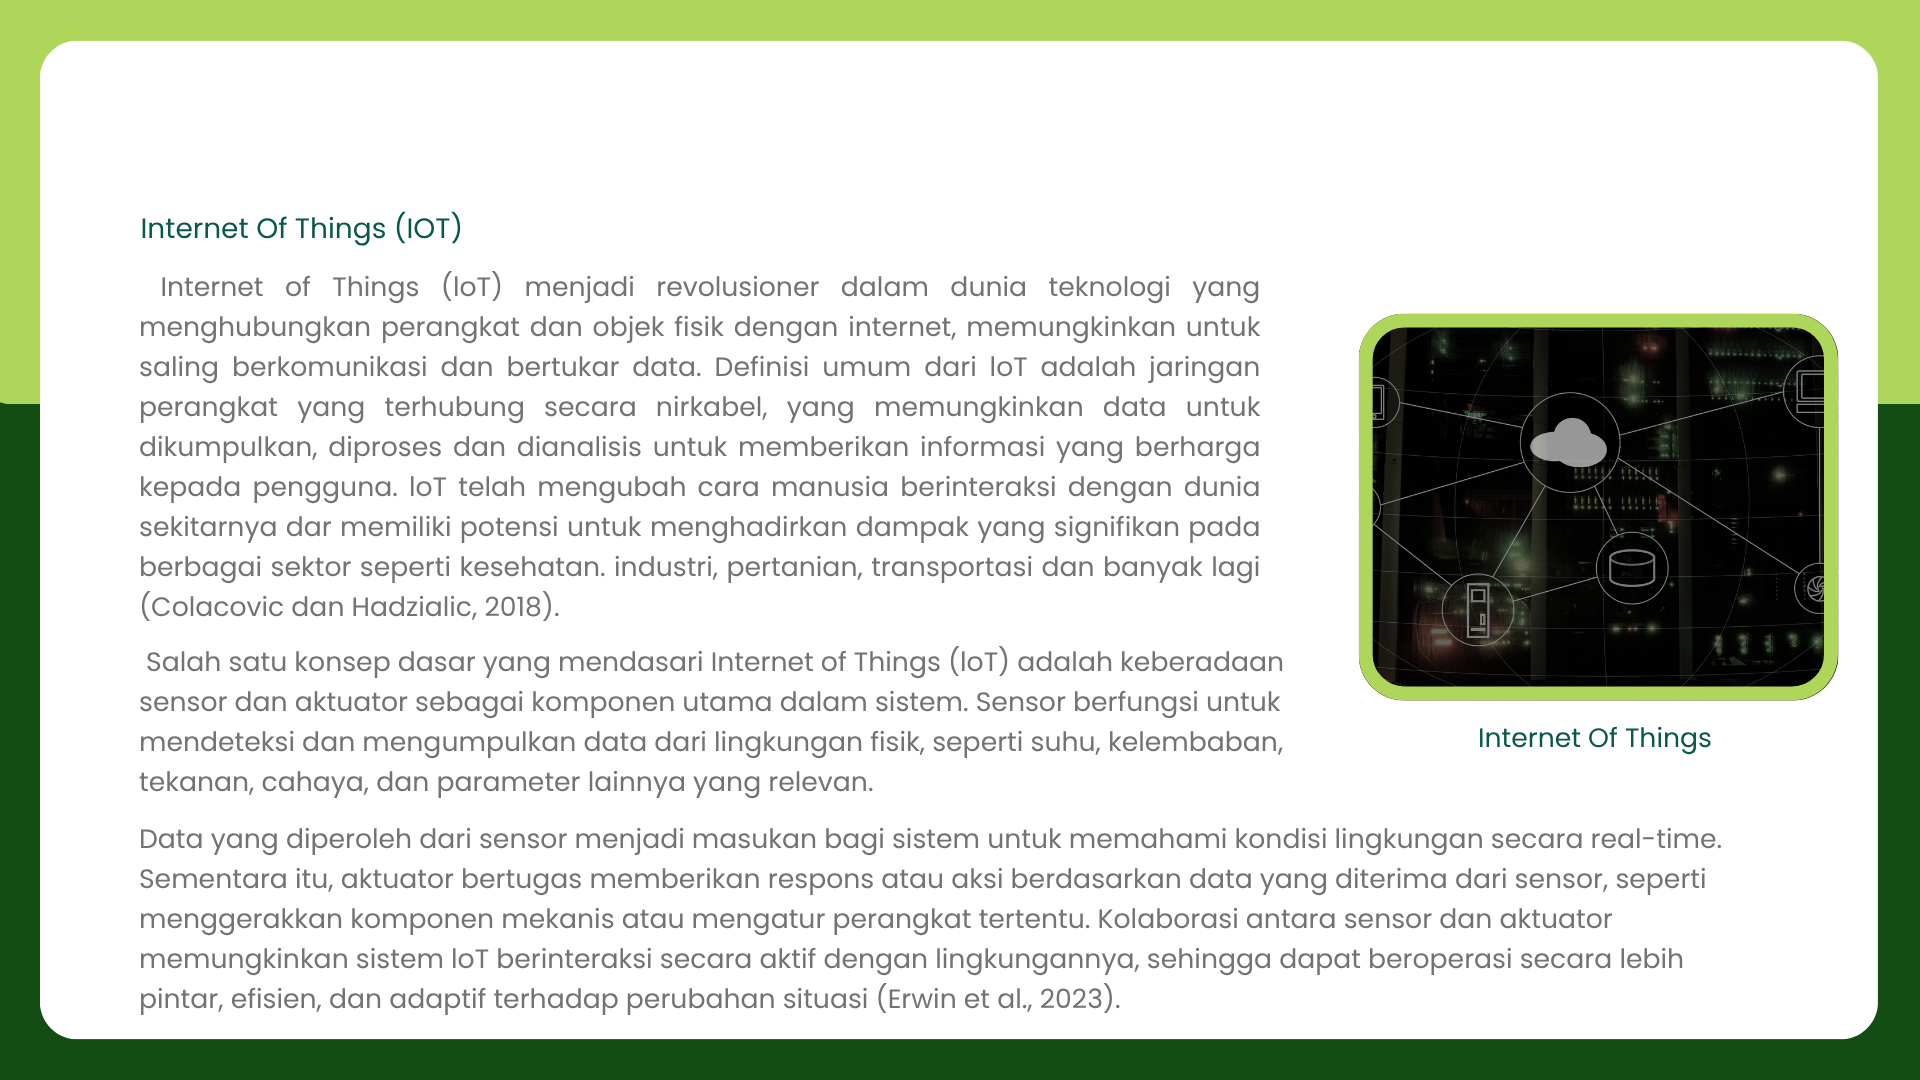 Internet Of Things (IOT)
Internet of Things (IoT) menjadi revolusioner dalam dunia teknologi yang
menghubungkan perangkat dan objek fisik dengan internet, memungkinkan untuk
saling berkomunikasi dan bertukar data. Definisi umum dari IoT adalah jaringan
perangkat yang terhubung secara nirkabel, yang memungkinkan data untuk
dikumpulkan, diproses dan dianalisis untuk memberikan informasi yang berharga
kepada pengguna. IoT telah mengubah cara manusia berinteraksi dengan dunia
sekitarnya dar memiliki potensi untuk menghadirkan dampak yang signifikan pada
berbagai sektor seperti kesehatan. industri, pertanian, transportasi dan banyak lagi
(Colacovic dan Hadzialic, 2018).
Salah satu konsep dasar yang mendasari Internet of Things (IoT) adalah keberadaan
sensor dan aktuator sebagai komponen utama dalam sistem. Sensor berfungsi untuk
mendeteksi dan mengumpulkan data dari lingkungan fisik, seperti suhu, kelembaban,
tekanan, cahaya, dan parameter lainnya yang relevan.
Internet Of Things
Data yang diperoleh dari sensor menjadi masukan bagi sistem untuk memahami kondisi lingkungan secara real-time.
Sementara itu, aktuator bertugas memberikan respons atau aksi berdasarkan data yang diterima dari sensor, seperti
menggerakkan komponen mekanis atau mengatur perangkat tertentu. Kolaborasi antara sensor dan aktuator
memungkinkan sistem IoT berinteraksi secara aktif dengan lingkungannya, sehingga dapat beroperasi secara lebih
pintar, efisien, dan adaptif terhadap perubahan situasi (Erwin et al., 2023).